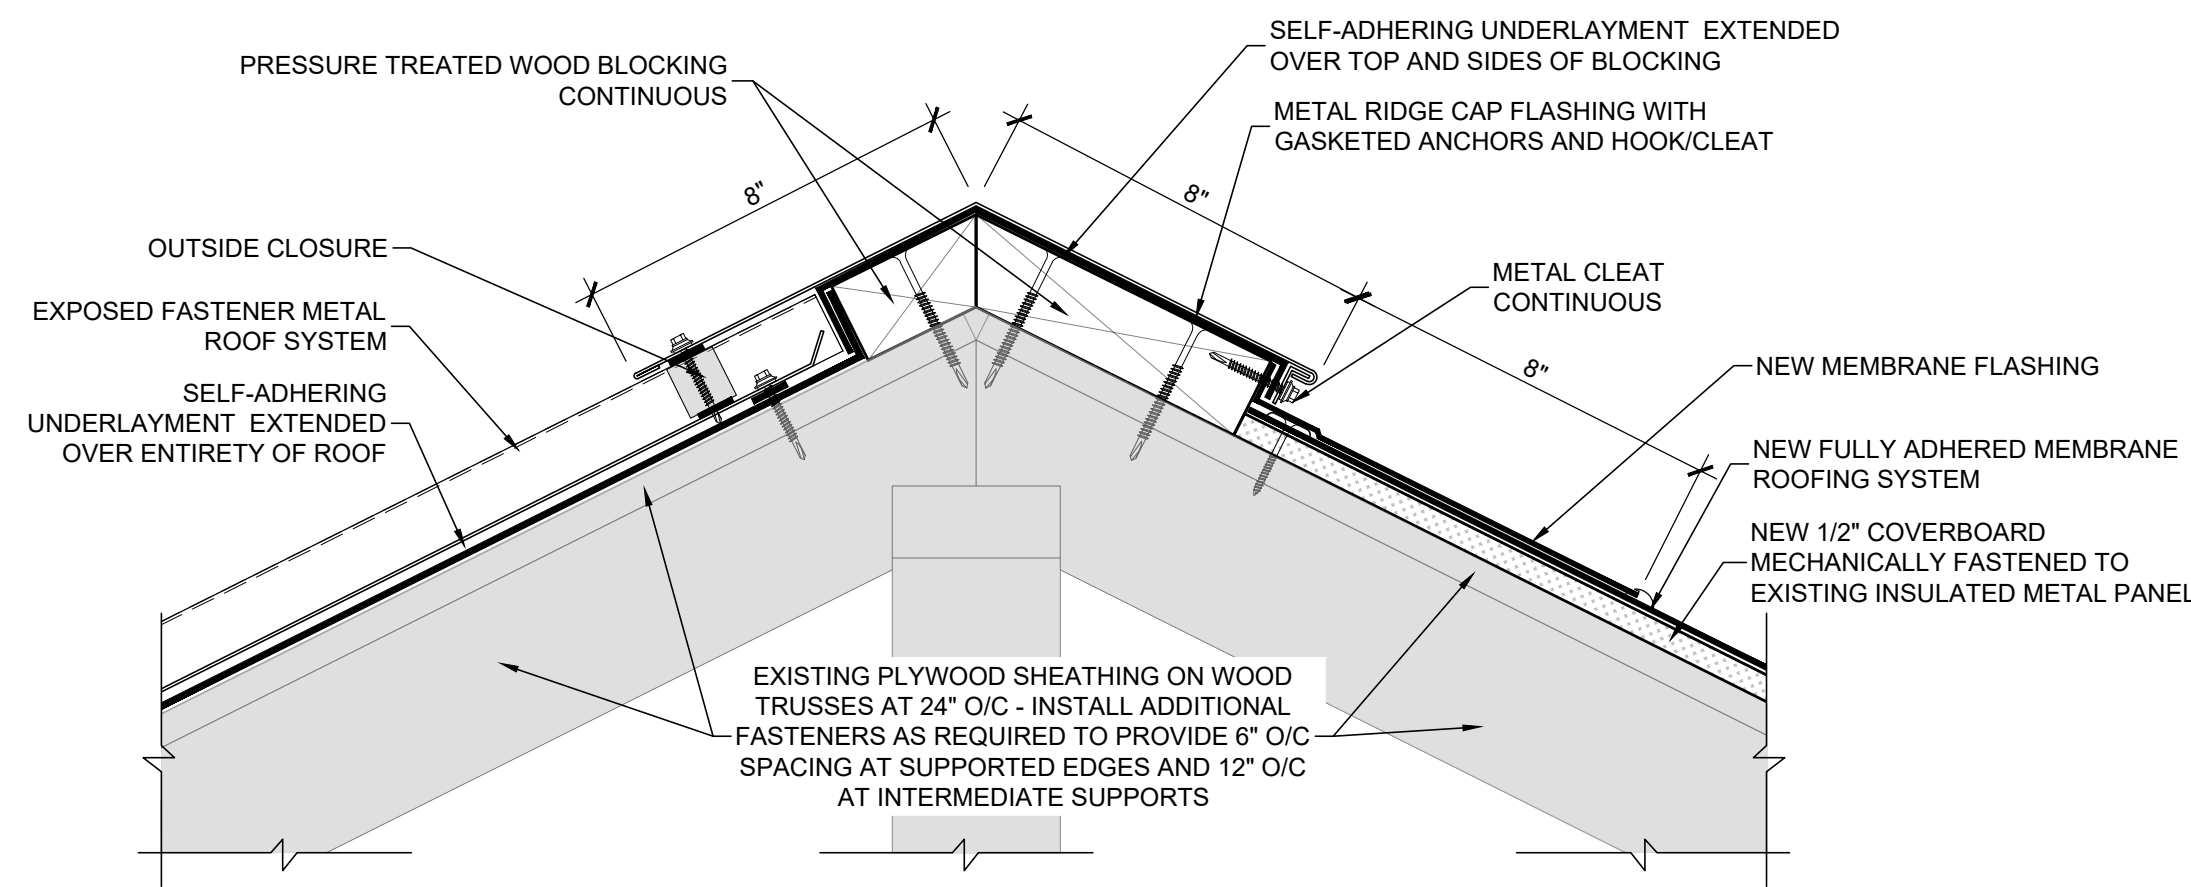 PRESSURE TREATED WOOD BLOCKING
CONTINUOUS
8"
OUTSIDE CLOSURE
EXPOSED FASTENER METAL
ROOF SYSTEM
SELF-ADHERING
UNDERLAYMENT EXTENDED
OVER ENTIRETY OF ROOF
SELF-ADHERING UNDERLAYMENT EXTENDED
OVER TOP AND SIDES OF BLOCKING
METAL RIDGE CAP FLASHING WITH
GASKETED ANCHORS AND HOOK/CLEAT
8"
METAL CLEAT
CONTINUOUS
8"
NEW MEMBRANE FLASHING
NEW FULLY ADHERED MEMBRANE
ROOFING SYSTEM
NEW 1/2" COVERBOARD
MECHANICALLY FASTENED TO
EXISTING INSULATED METAL PANEL
EXISTING PLYWOOD SHEATHING ON WOOD
TRUSSES AT 24" O/C - INSTALL ADDITIONAL
FASTENERS AS REQUIRED TO PROVIDE 6" O/C
SPACING AT SUPPORTED EDGES AND 12" O/C
AT INTERMEDIATE SUPPORTS